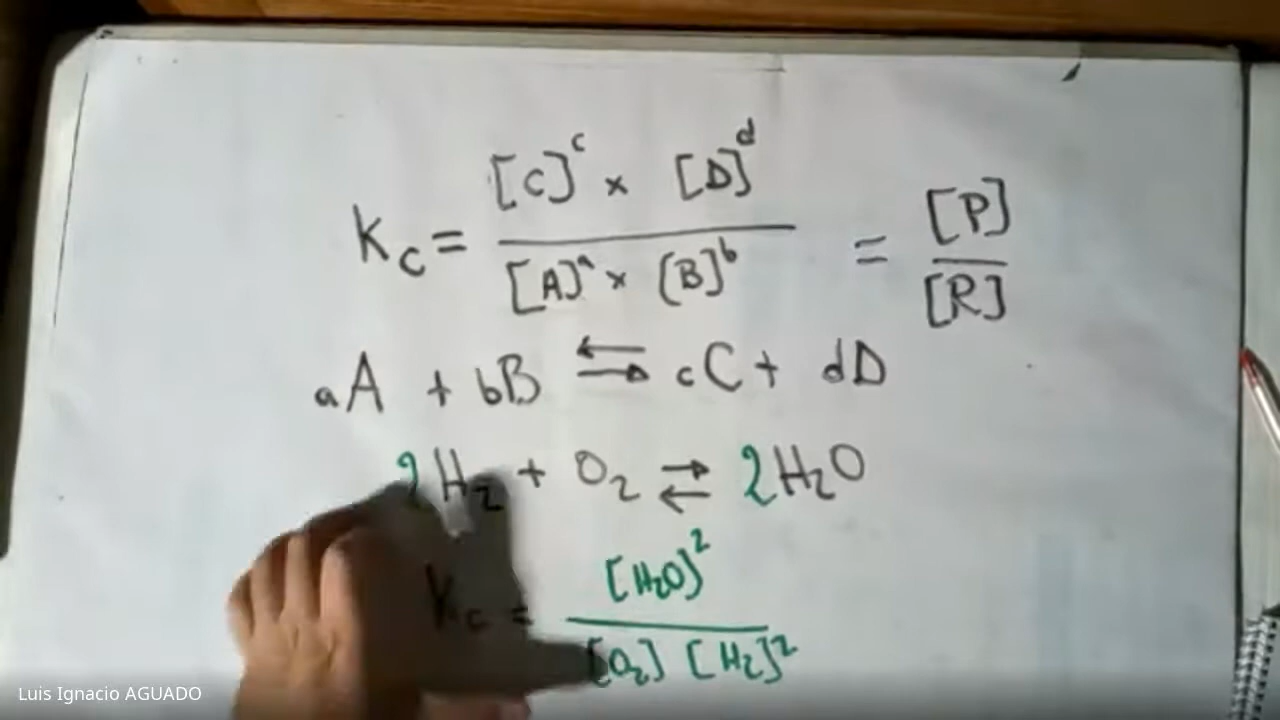 Kc = [C]^c x [D]^d / [A]^a x [B]^b = [P] / [R]
aA + bB ⇆ cC + dD
2H₂ + O₂ ⇄ 2H₂O
Kc = [H₂O]² / [O₂] [H₂]²
Luis Ignacio AGUADO